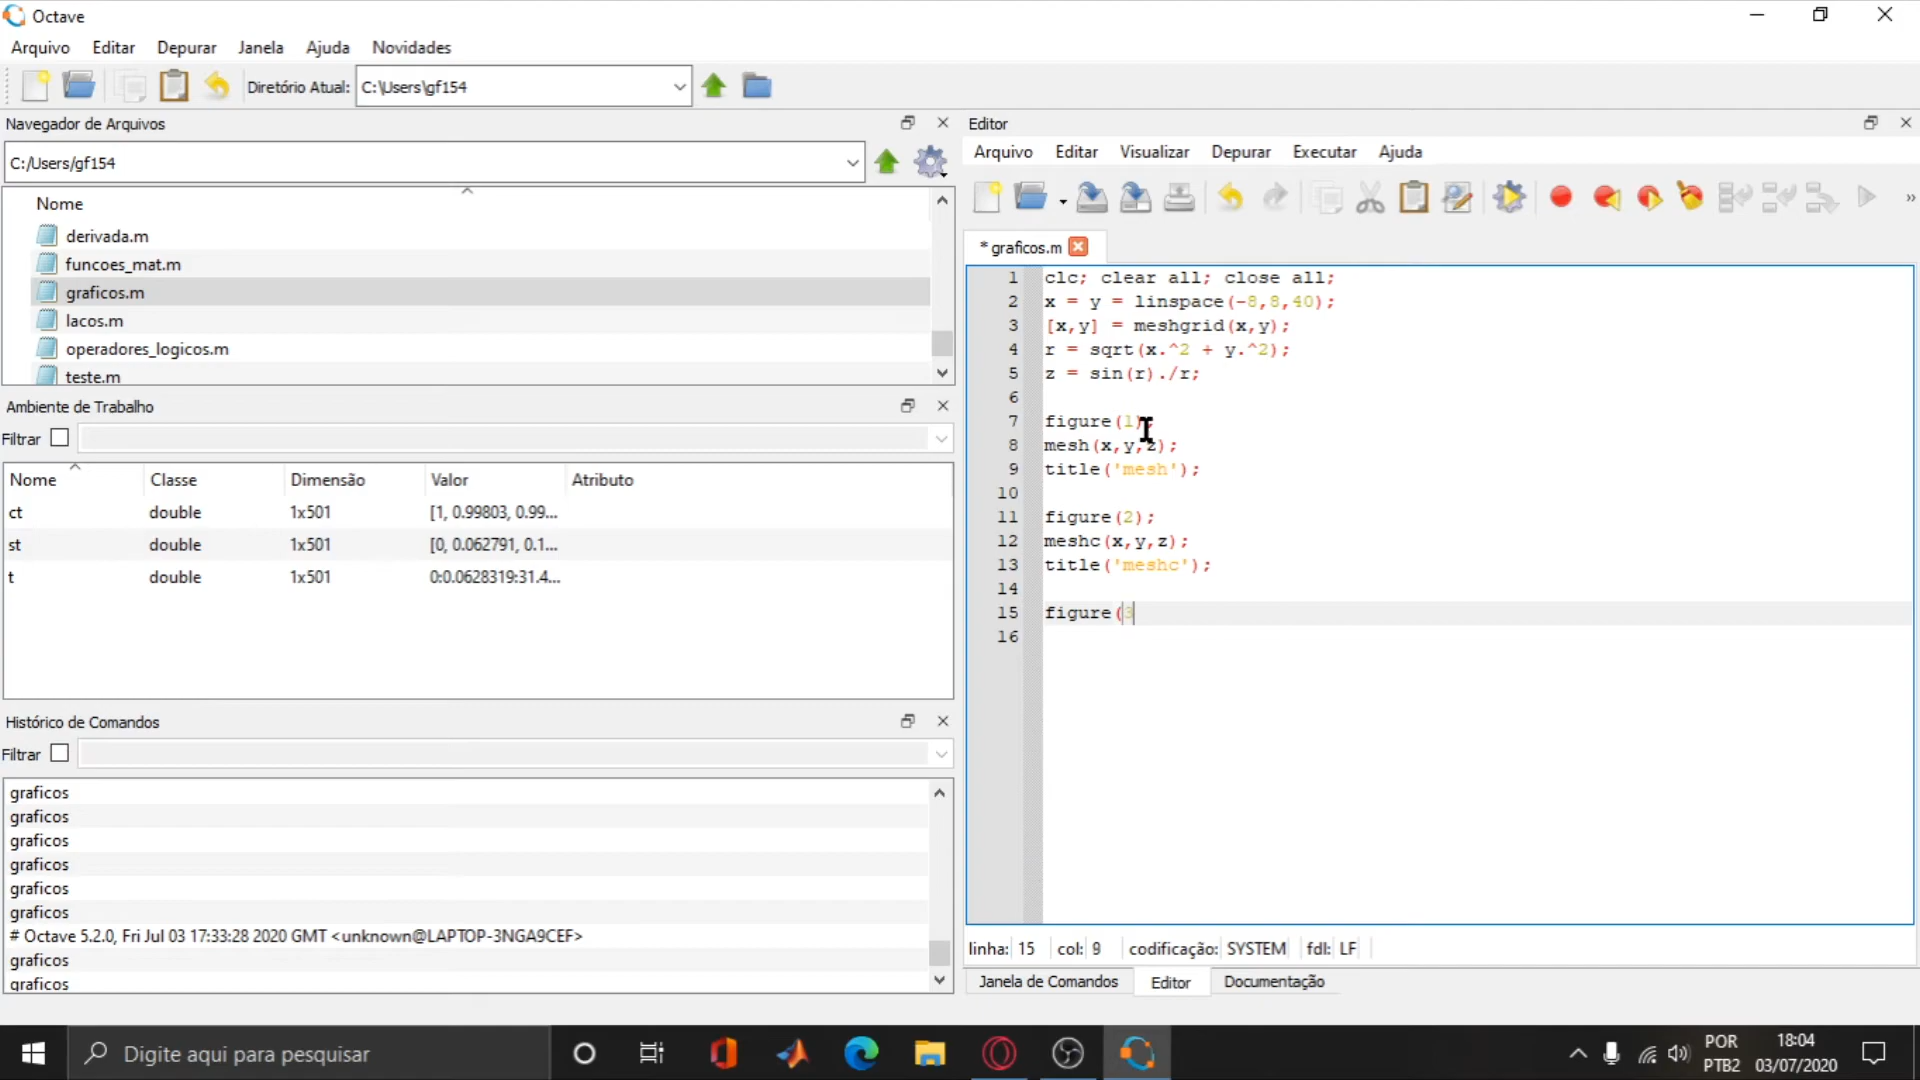 Octave
Arquivo Editar Depurar Janela Ajuda Novidades
Diretório Atual: C:\Users\gf154
Navegador de Arquivos
C:/Users/gf154
Nome
derivada.m
funcoes_mat.m
graficos.m
lacos.m
operadores_logicos.m
teste.m
Ambiente de Trabalho
Filtrar
Nome Classe Dimensão Valor Atributo
ct double 1x501 [1, 0.99803, 0.99...
st double 1x501 [0, 0.062791, 0.1...
t double 1x501 0:0.0628319:31.4...
Histórico de Comandos
Filtrar
graficos
graficos
graficos
graficos
graficos
graficos
# Octave 5.2.0, Fri Jul 03 17:33:28 2020 GMT <unknown@LAPTOP-3NGA9CEF>
graficos
graficos
Editor
Arquivo Editar Visualizar Depurar Executar Ajuda
»
* graficos.m
1 clc; clear all; close all;
2 x = y = linspace(-8,8,40);
3 [x,y] = meshgrid(x,y);
4 r = sqrt(x.^2 + y.^2);
5 z = sin(r)./r;
6
7 figure(1);
8 mesh(x,y,z);
9 title('mesh');
10
11 figure(2);
12 meshc(x,y,z);
13 title('meshc');
14
15 figure(3
16
linha: 15 col: 9 codificação: SYSTEM fdl: LF
Janela de Comandos Editor Documentação
Digite aqui para pesquisar
POR
PTB2
18:04
03/07/2020